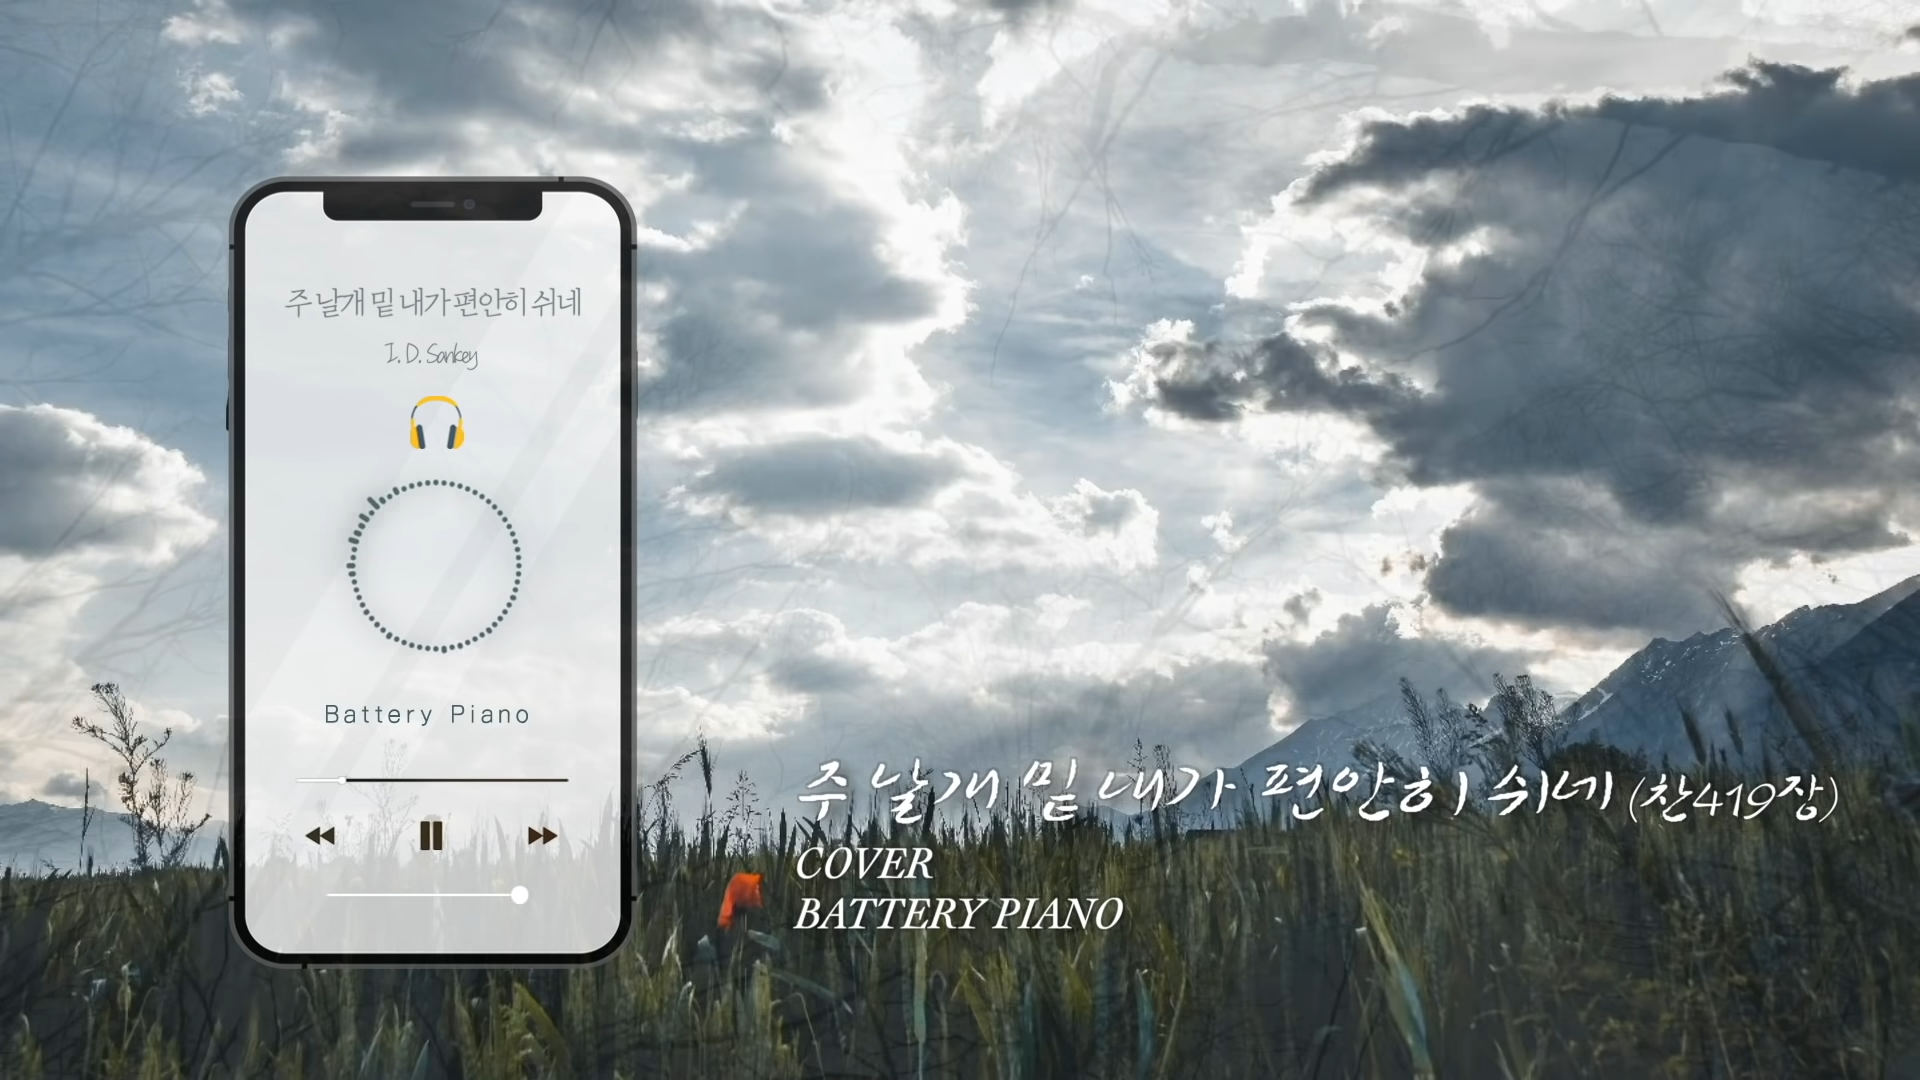 주 날개 밑 내가 편안히 쉬네
I. D. Sankey
Battery Piano
주 날개 밑 내가 편안히 쉬네 (찬419장)
COVER
BATTERY PIANO